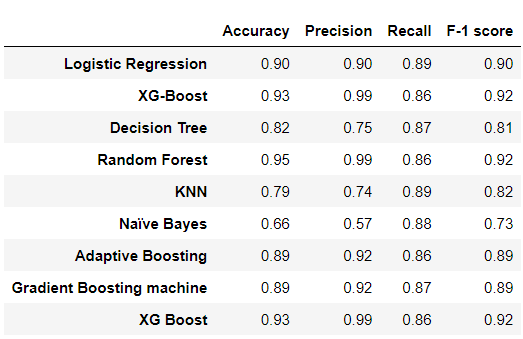 Accuracy Precision Recall F-1 score
Logistic Regression 0.90 0.90 0.89 0.90
XG-Boost 0.93 0.99 0.86 0.92
Decision Tree 0.82 0.75 0.87 0.81
Random Forest 0.95 0.99 0.86 0.92
KNN 0.79 0.74 0.89 0.82
Naïve Bayes 0.66 0.57 0.88 0.73
Adaptive Boosting 0.89 0.92 0.86 0.89
Gradient Boosting machine 0.89 0.92 0.87 0.89
XG Boost 0.93 0.99 0.86 0.92